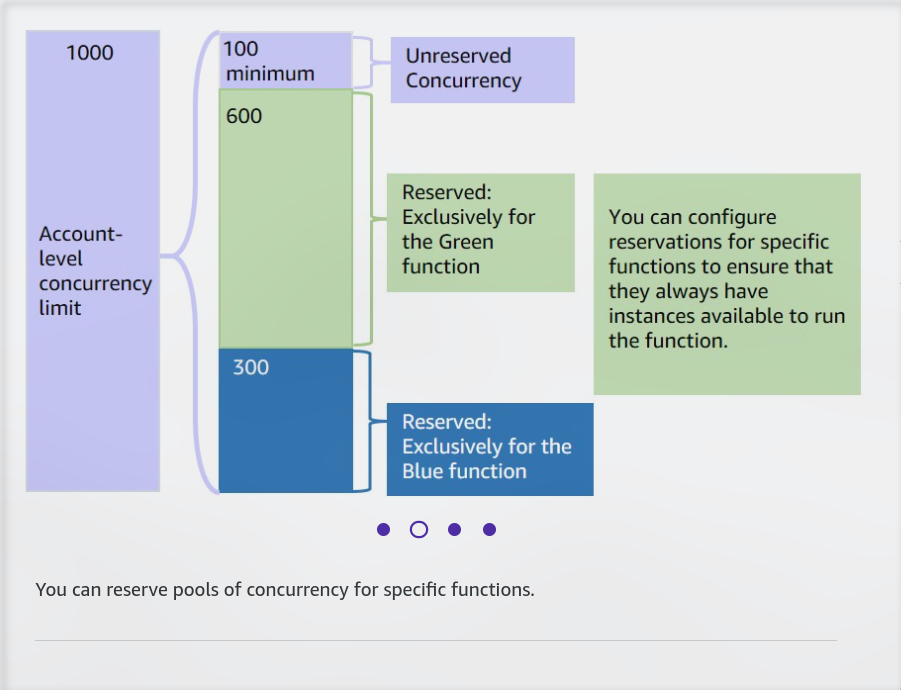 1000
Account-
level
concurrency
limit
100
minimum
600
300
Unreserved
Concurrency
Reserved:
Exclusively for
the Green
function
You can configure
reservations for specific
functions to ensure that
they always have
instances available to run
the function.
Reserved:
Exclusively for the
Blue function
You can reserve pools of concurrency for specific functions.